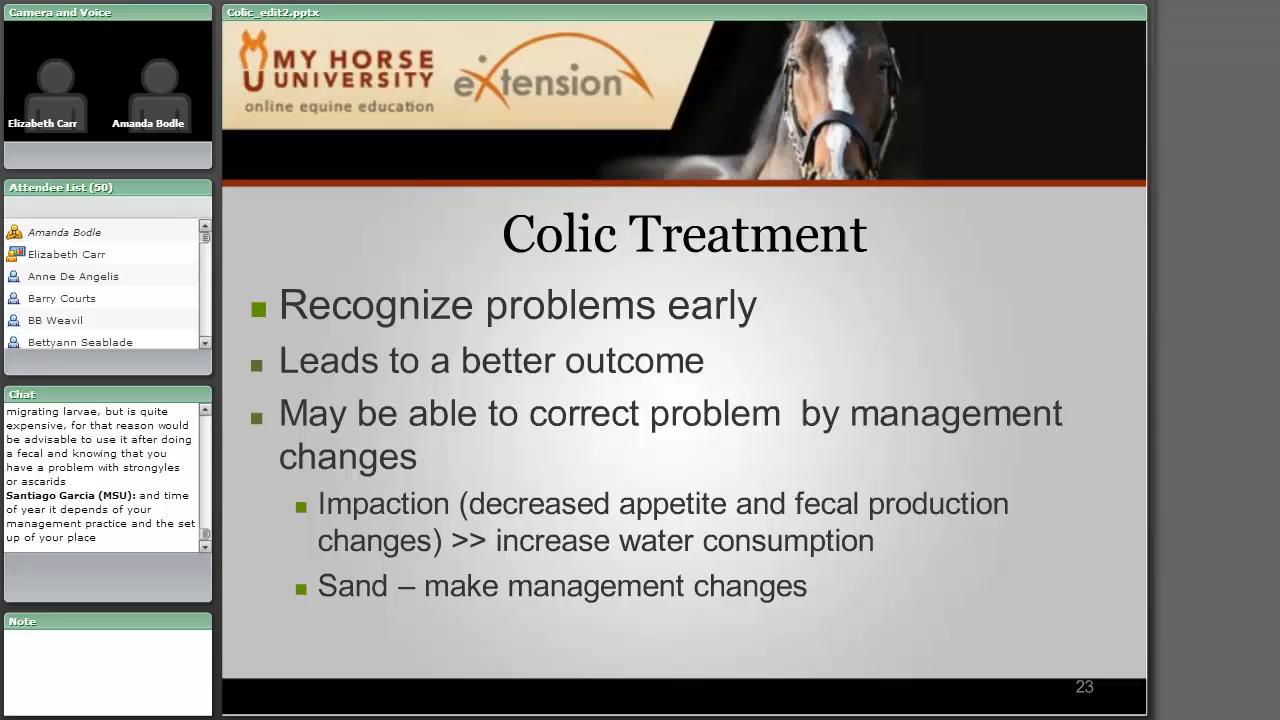 Camera and Voice
Elizabeth Carr
Amanda Bodle
Attendee List (50)
Amanda Bodle
Elizabeth Carr
Anne De Angelis
Barry Courts
BB Weavil
Bettyann Seablade
Chat
migrating larvae, but is quite
expensive, for that reason would
be advisable to use it after doing
a fecal and knowing that you
have a problem with strongyles
or ascarids
Santiago Garcia (MSU): and time
of year it depends of your
management practice and the set
up of your place
Note
Colic_edit2.pptx
MY HORSE
UNIVERSITY
online equine education
eXtension
Colic Treatment
Recognize problems early
Leads to a better outcome
May be able to correct problem  by management
changes
Impaction (decreased appetite and fecal production
changes) >> increase water consumption
Sand – make management changes
23